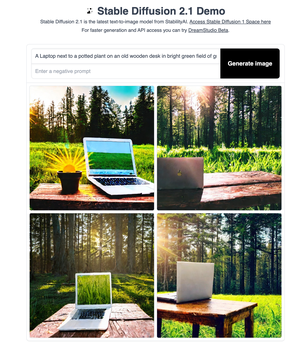 Stable Diffusion 2.1 Demo
Stable Diffusion 2.1 is the latest text-to-image model from StabilityAI. Access Stable Diffusion 1 Space here
For faster generation and API access you can try DreamStudio Beta.
A Laptop next to a potted plant on an old wooden desk in bright green field of g
Enter a negative prompt
Generate image